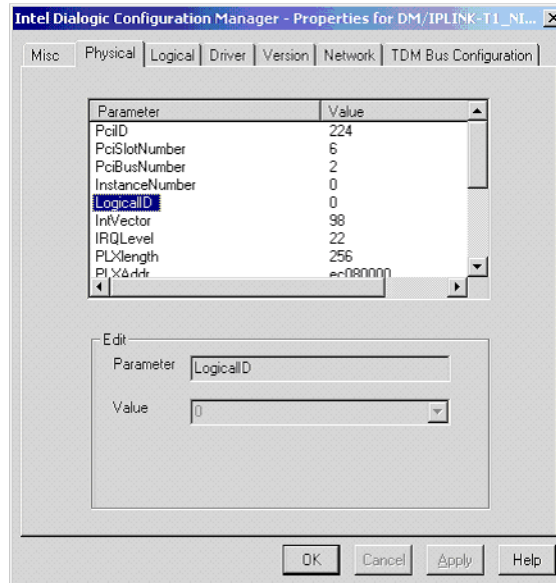 Intel Dialogic Configuration Manager - Properties for DM/IPLINK-T1_NI...
Misc Physical Logical Driver Version Network TDM Bus Configuration
Parameter Value
PciID 224
PciSlotNumber 6
PciBusNumber 2
InstanceNumber 0
LogicalID 0
IntVector 98
IRQLevel 22
PLXlength 256
PLXAddr ec080000
Edit
Parameter LogicalID
Value 0
OK Cancel Apply Help